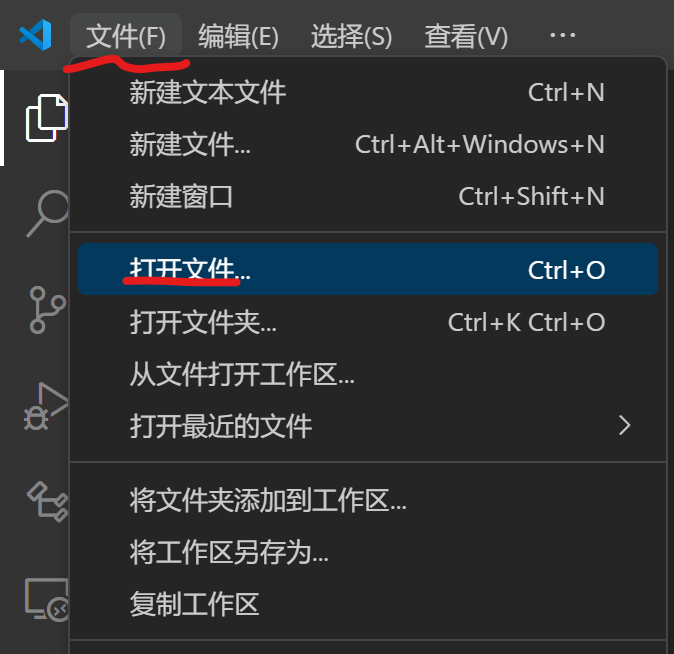 文件(F) 编辑(E) 选择(S) 查看(V) ···
新建文本文件 Ctrl+N
新建文件... Ctrl+Alt+Windows+N
新建窗口 Ctrl+Shift+N
打开文件... Ctrl+O
打开文件夹... Ctrl+K Ctrl+O
从文件打开工作区...
打开最近的文件
将文件夹添加到工作区...
将工作区另存为...
复制工作区